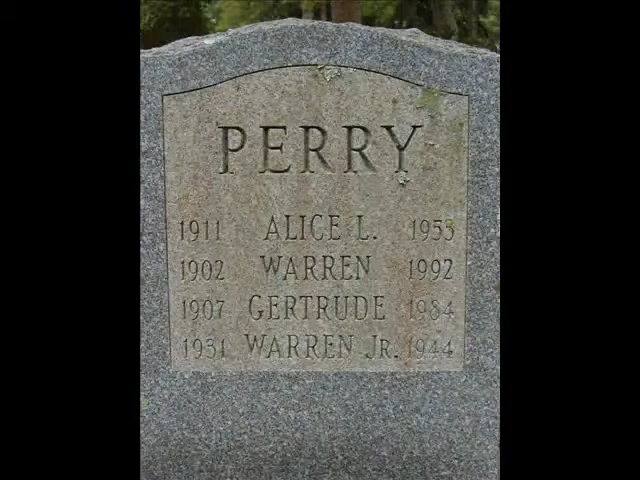 PERRY
1911 ALICE L. 1953
1902 WARREN 1992
1907 GERTRUDE 1984
1931 WARREN JR. 1944